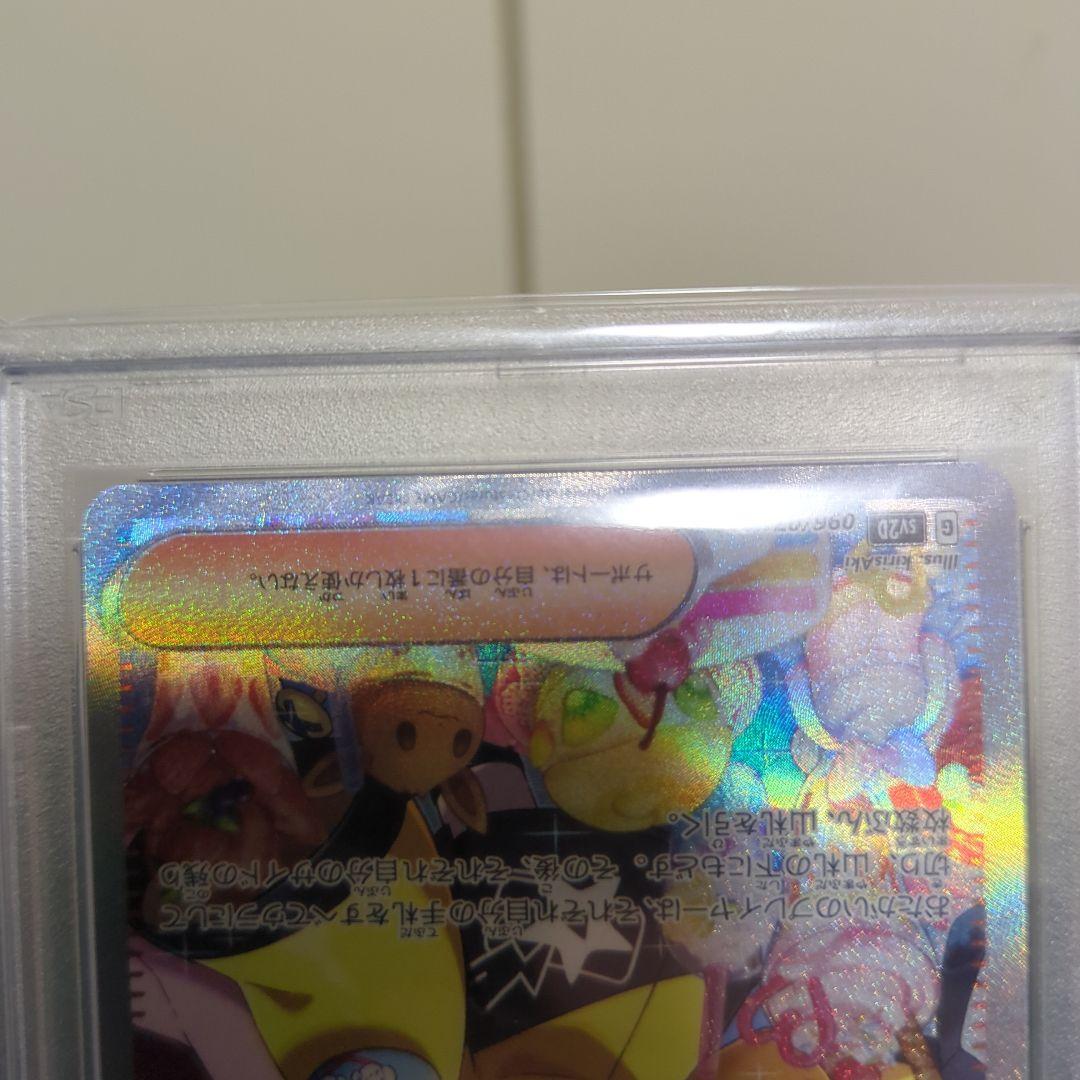 おたがいのプレイヤーは、それぞれ自分の手札をすべてウラにして
切り、山札の下にもどす。その後、それぞれ自分のサイドの残り
枚数ぶん、山札を引く。
サポートは、自分の番に1枚しか使えない。
Illus. kirisAki
G sv2D 096/07